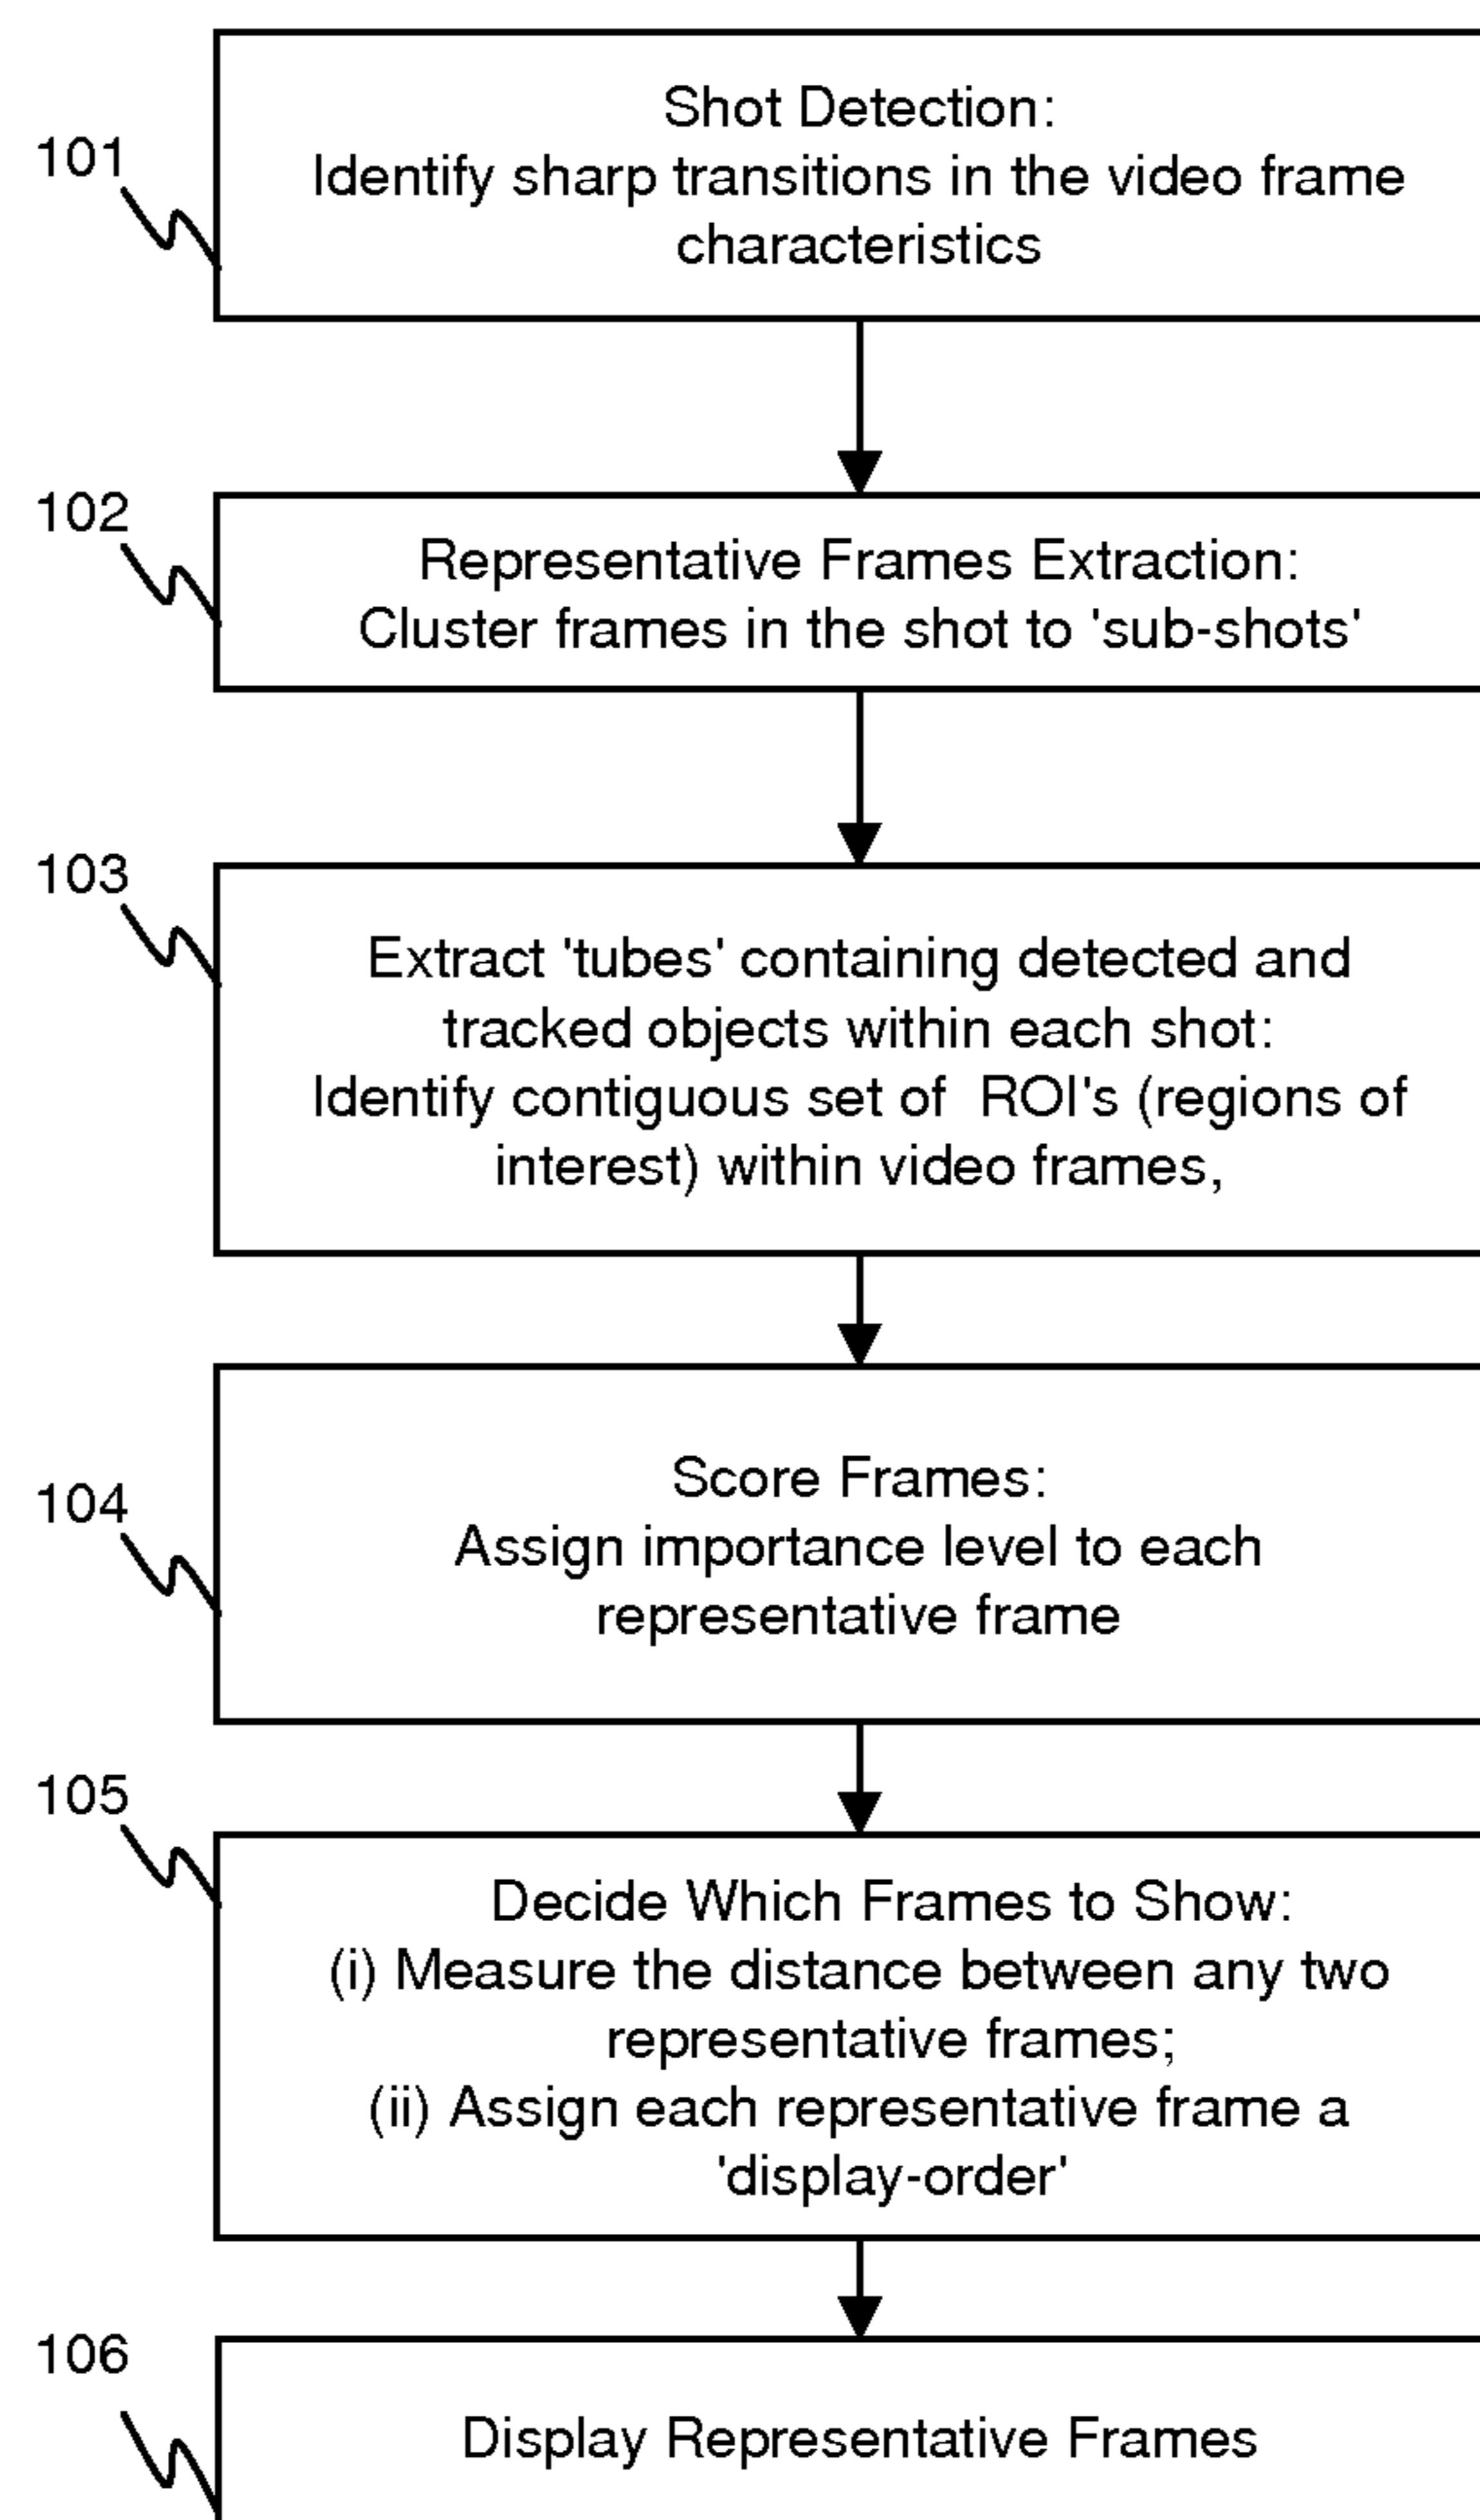 101
Shot Detection:
Identify sharp transitions in the video frame
characteristics
102
Representative Frames Extraction:
Cluster frames in the shot to 'sub-shots'
103
Extract 'tubes' containing detected and
tracked objects within each shot:
Identify contiguous set of ROI's (regions of
interest) within video frames,
104
Score Frames:
Assign importance level to each
representative frame
105
Decide Which Frames to Show:
(i) Measure the distance between any two
representative frames;
(ii) Assign each representative frame a
'display-order'
106
Display Representative Frames